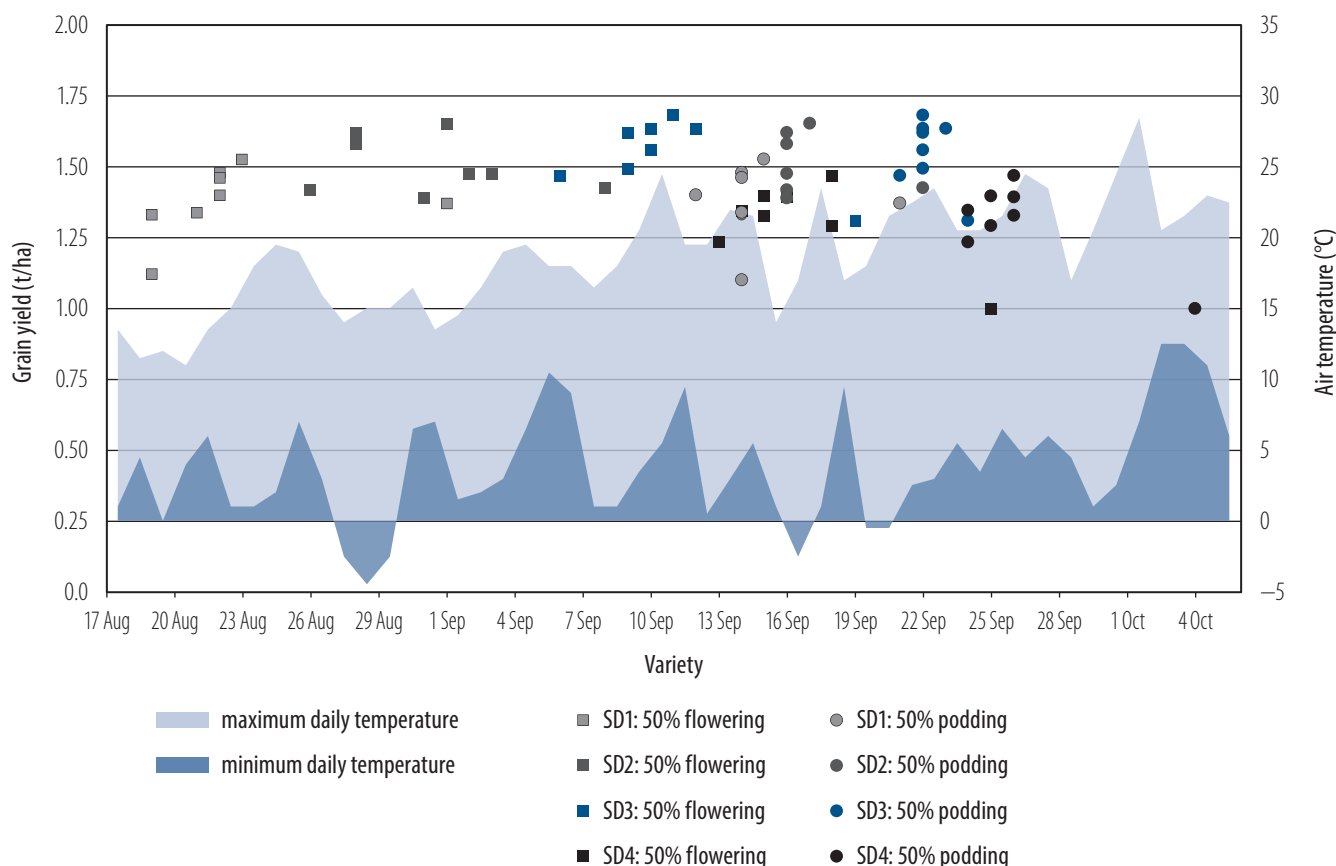 2.00
1.75
1.50
1.25
1.00
0.75
0.50
0.25
0.0
Grain yield (t/ha)
35
30
25
20
15
10
5
0
—5
Air temperature (°C)
17 Aug 20 Aug 23 Aug 26 Aug 29 Aug 1 Sep 4 Sep 7 Sep 10 Sep 13 Sep 16 Sep 19 Sep 22 Sep 25 Sep 28 Sep 1 Oct 4 Oct
Variety
maximum daily temperature
minimum daily temperature
SD1: 50% flowering
SD2: 50% flowering
SD3: 50% flowering
SD4: 50% flowering
SD1: 50% podding
SD2: 50% podding
SD3: 50% podding
SD4: 50% podding